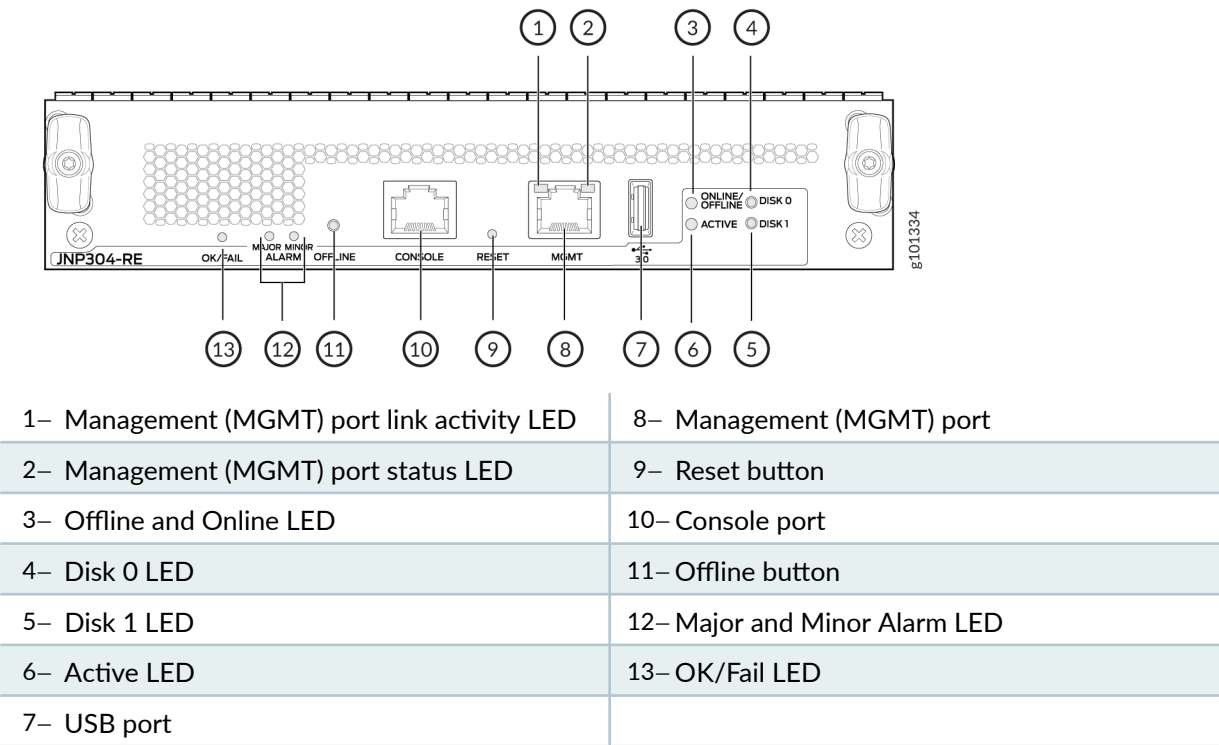 1 2 3 4
ONLINE/
OFFLINE DISK 0
ACTIVE DISK 1
MAJOR MINOR
JNP304-RE OK/FAIL ALARM OFFLINE CONSOLE RESET MGMT 3.0
g101334
13 12 11 10 9 8 7 6 5
1– Management (MGMT) port link activity LED
8– Management (MGMT) port
2– Management (MGMT) port status LED
9– Reset button
3– Offline and Online LED
10– Console port
4– Disk 0 LED
11– Offline button
5– Disk 1 LED
12– Major and Minor Alarm LED
6– Active LED
13– OK/Fail LED
7– USB port